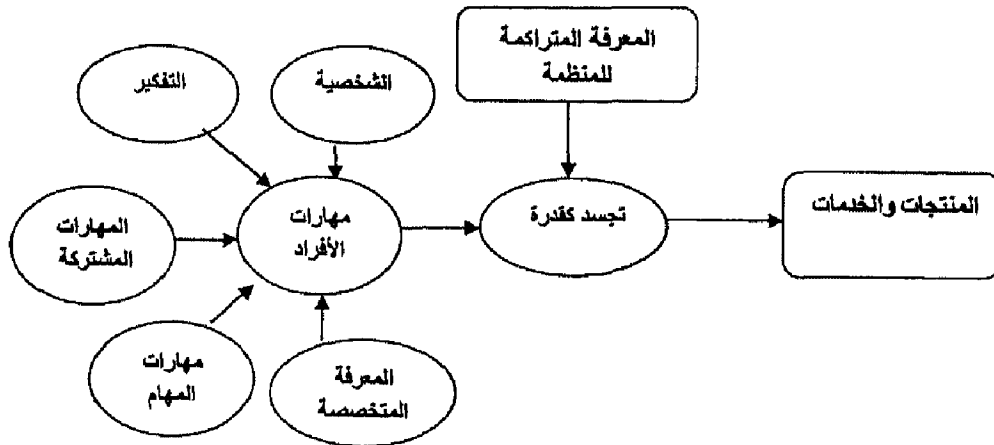 المعرفة المتراكمة
للمنظمة
الشخصية
التفكير
المنتجات والخدمات
تجسد كقدرة
مهارات
الأفراد
المهارات
المشتركة
مهارات
المهام
المعرفة
المتخصصة